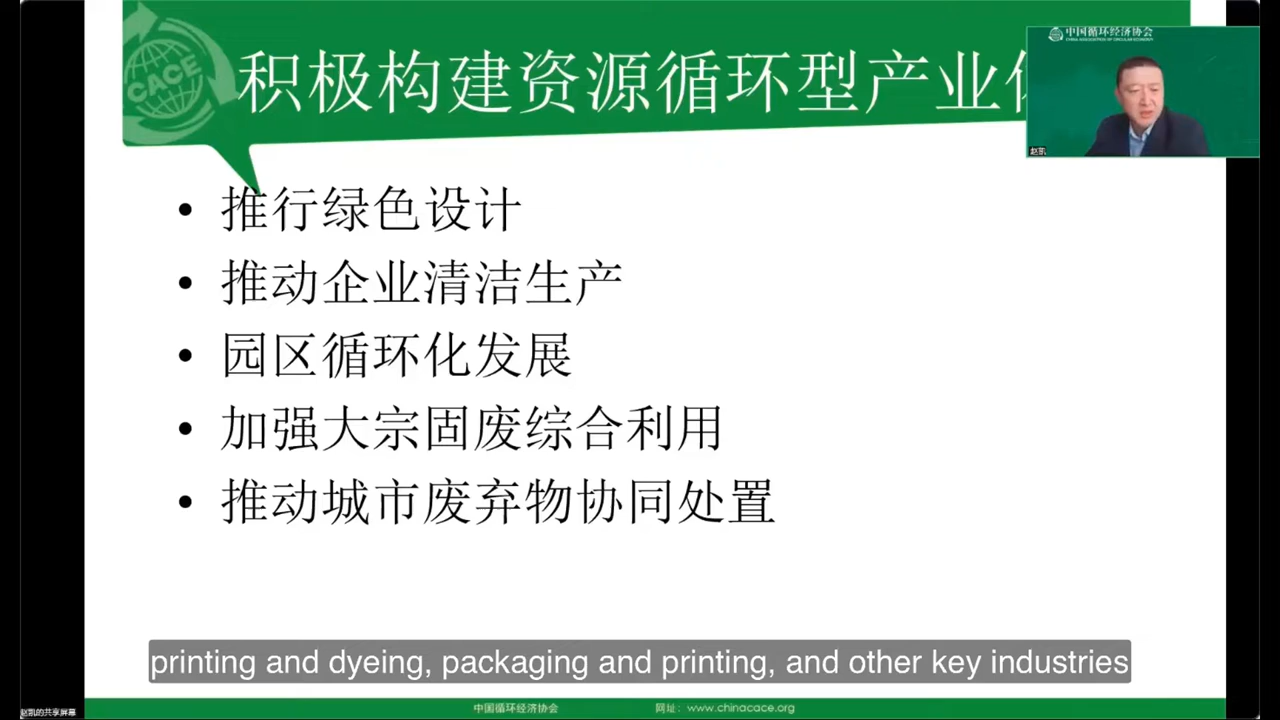 CACE
积极构建资源循环型产业
中国循环经济协会
CHINA ASSOCIATION OF CIRCULAR ECONOMY
赵凯
• 推行绿色设计
• 推动企业清洁生产
• 园区循环化发展
• 加强大宗固废综合利用
• 推动城市废弃物协同处置
printing and dyeing, packaging and printing, and other key industries
赵凯的共享屏幕
中国循环经济协会 网址：www.chinacace.org